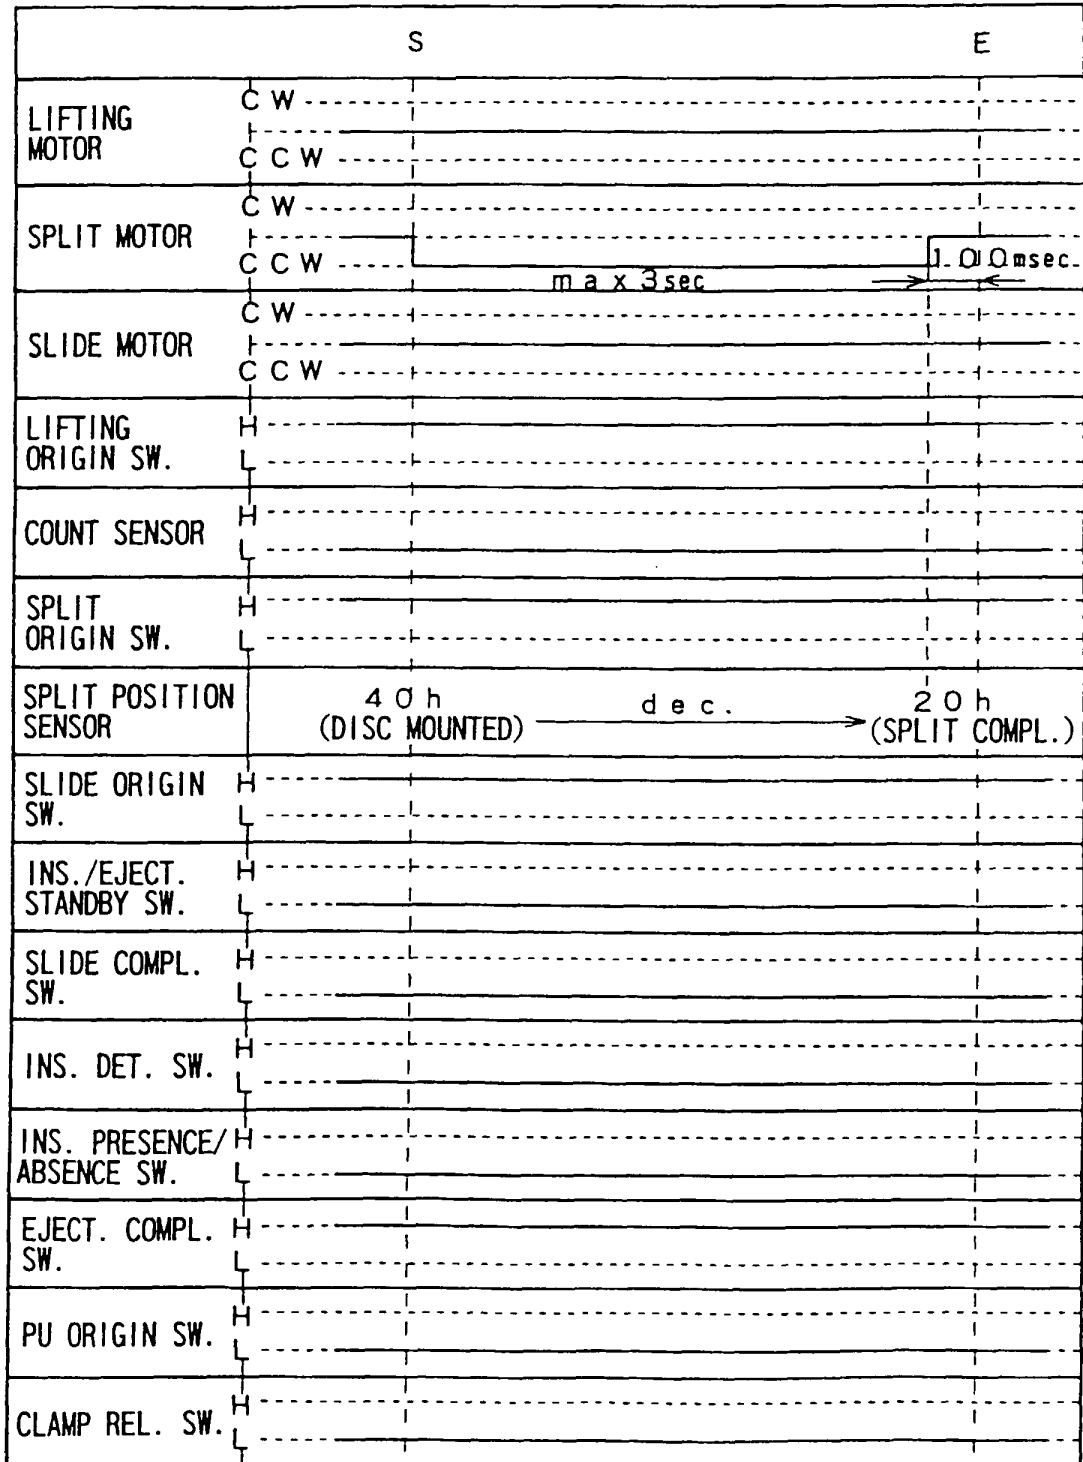 S E
LIFTING MOTOR
CW
CCW
SPLIT MOTOR
CW
CCW
max 3sec
100msec
SLIDE MOTOR
CW
CCW
LIFTING ORIGIN SW.
H
L
COUNT SENSOR
H
L
SPLIT ORIGIN SW.
H
L
SPLIT POSITION SENSOR
40h
(DISC MOUNTED)
dec.
20h
(SPLIT COMPL.)
SLIDE ORIGIN SW.
H
L
INS./EJECT. STANDBY SW.
H
L
SLIDE COMPL. SW.
H
L
INS. DET. SW.
H
L
INS. PRESENCE/ ABSENCE SW.
H
L
EJECT. COMPL. SW.
H
L
PU ORIGIN SW.
H
L
CLAMP REL. SW.
H
L